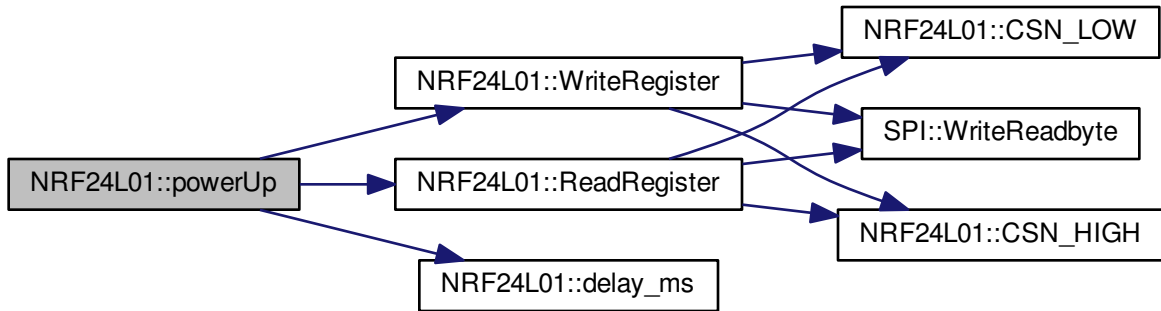 NRF24L01::powerUp
NRF24L01::WriteRegister
NRF24L01::ReadRegister
NRF24L01::delay_ms
NRF24L01::CSN_LOW
SPI::WriteReadbyte
NRF24L01::CSN_HIGH